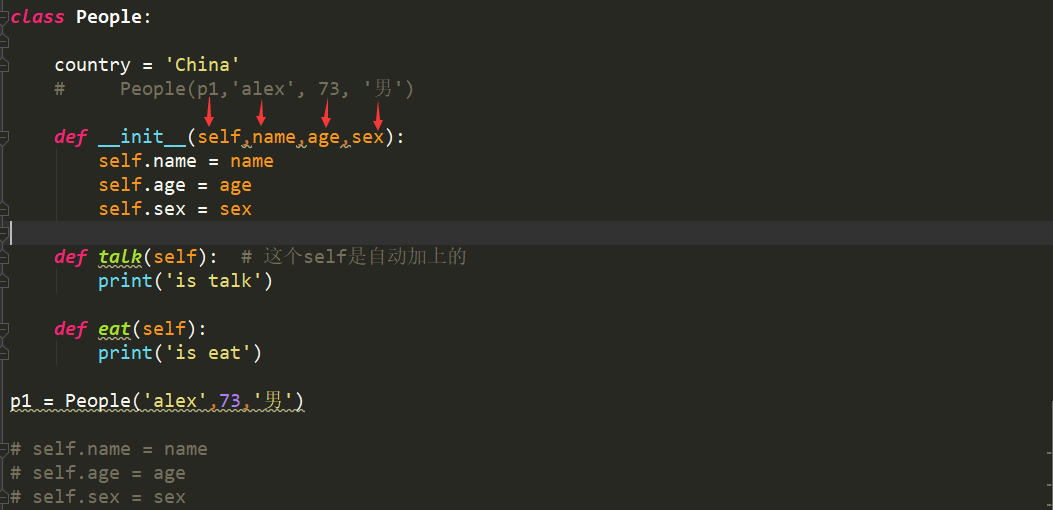 class People:
country = 'China'
#     People(p1,'alex', 73, '男')
def __init__(self,name,age,sex):
self.name = name
self.age = age
self.sex = sex
def talk(self):  # 这个self是自动加上的
print('is talk')
def eat(self):
print('is eat')
p1 = People('alex',73,'男')
# self.name = name
# self.age = age
# self.sex = sex